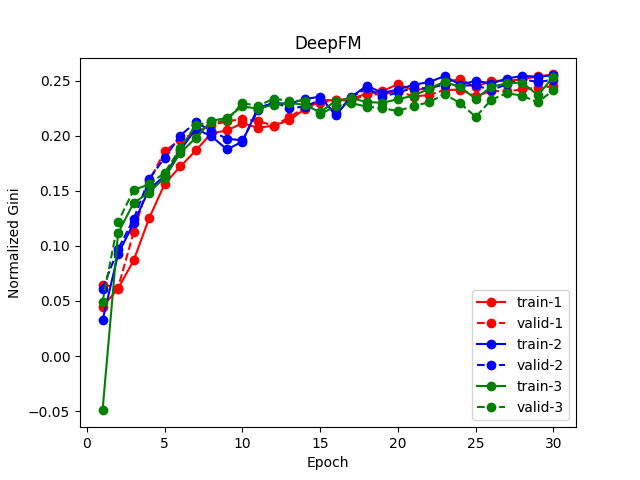 DeepFM
Normalized Gini
0.25
0.20
0.15
0.10
0.05
0.00
−0.05
0
5
10
15
20
25
30
Epoch
train-1
valid-1
train-2
valid-2
train-3
valid-3